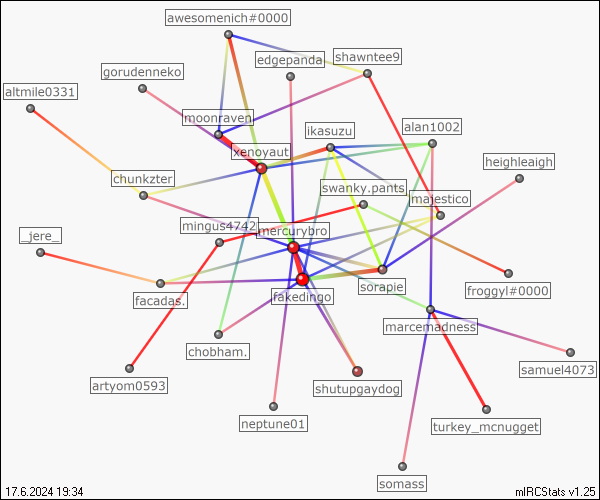 awesomenich#0000
edgepanda
shawntee9
gorudenneko
altmile0331
moonraven
ikasuzu
alan1002
xenoyaut
heighleaigh
chunkzter
swanky.pants
majestico
mingus4742
mercurybro
_jere_
sorapie
froggyl#0000
facadas.
fakedingo
marcemadness
chobham.
samuel4073
artyom0593
shutupgaydog
neptune01
turkey_mcnugget
somass
17.6.2024 19:34
mIRCStats v1.25